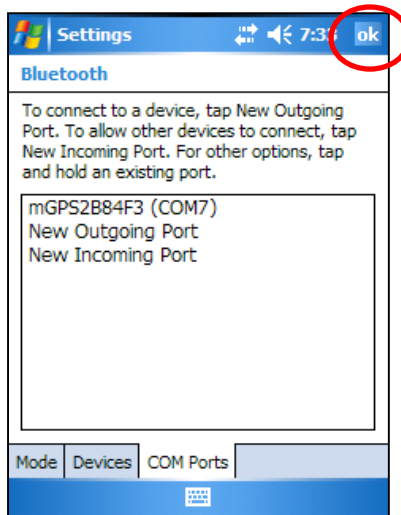 Settings 7:33 ok
Bluetooth
To connect to a device, tap New Outgoing
Port. To allow other devices to connect, tap
New Incoming Port. For other options, tap
and hold an existing port.
mGPS2B84F3 (COM7)
New Outgoing Port
New Incoming Port
Mode Devices COM Ports